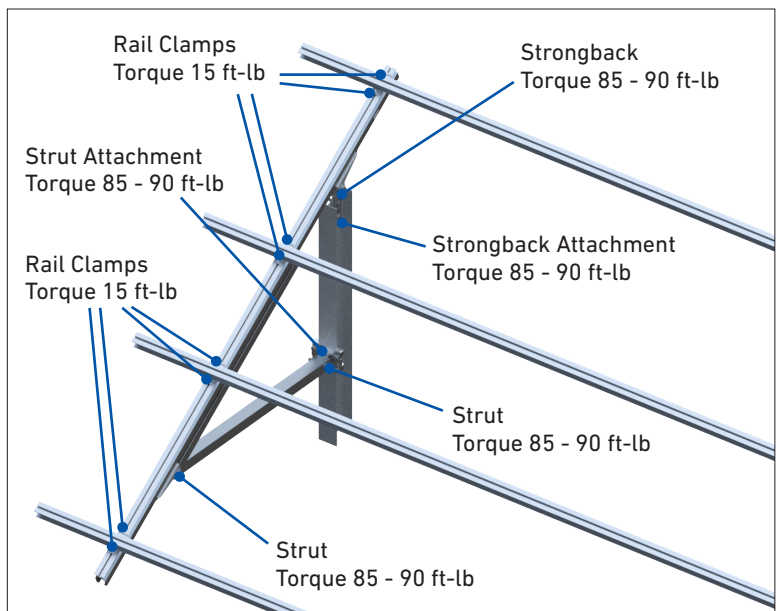 Rail Clamps
Torque 15 ft-lb
Strongback
Torque 85 - 90 ft-lb
Strut Attachment
Torque 85 - 90 ft-lb
Strongback Attachment
Torque 85 - 90 ft-lb
Rail Clamps
Torque 15 ft-lb
Strut
Torque 85 - 90 ft-lb
Strut
Torque 85 - 90 ft-lb